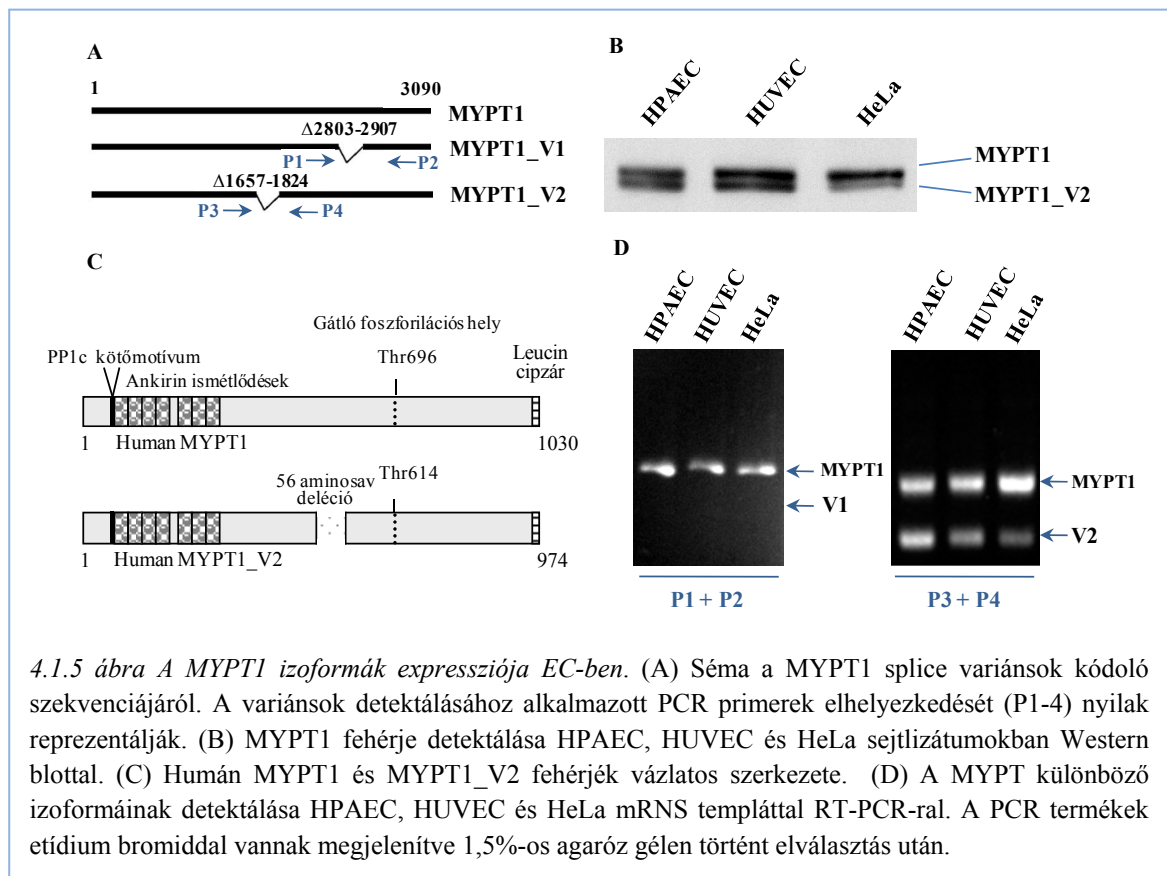 A
1 3090
MYPT1
Δ2803-2907
P1 P2 MYPT1_V1
Δ1657-1824
P3 P4 MYPT1_V2
B
HPAEC HUVEC HeLa
MYPT1
MYPT1_V2
C
Gátló foszforilációs hely
PP1c kötőmotívum Thr696 Leucin
Ankirin ismétlődések cipzár
1 Human MYPT1 1030
56 aminosav Thr614
deléció
1 Human MYPT1_V2 974
D
HPAEC HUVEC HeLa
MYPT1
V1
P1 + P2
HPAEC HUVEC HeLa
MYPT1
V2
P3 + P4
4.1.5 ábra A MYPT1 izoformák expressziója EC-ben. (A) Séma a MYPT1 splice variánsok kódoló
szekvenciájáról. A variánsok detektálásához alkalmazott PCR primerek elhelyezkedését (P1-4) nyilak
reprezentálják. (B) MYPT1 fehérje detektálása HPAEC, HUVEC és HeLa sejtlizátumokban Western
blottal. (C) Humán MYPT1 és MYPT1_V2 fehérjék vázlatos szerkezete. (D) A MYPT különböző
izoformáinak detektálása HPAEC, HUVEC és HeLa mRNS templáttal RT-PCR-ral. A PCR termékek
etídium bromiddal vannak megjelenítve 1,5%-os agaróz gélen történt elválasztás után.